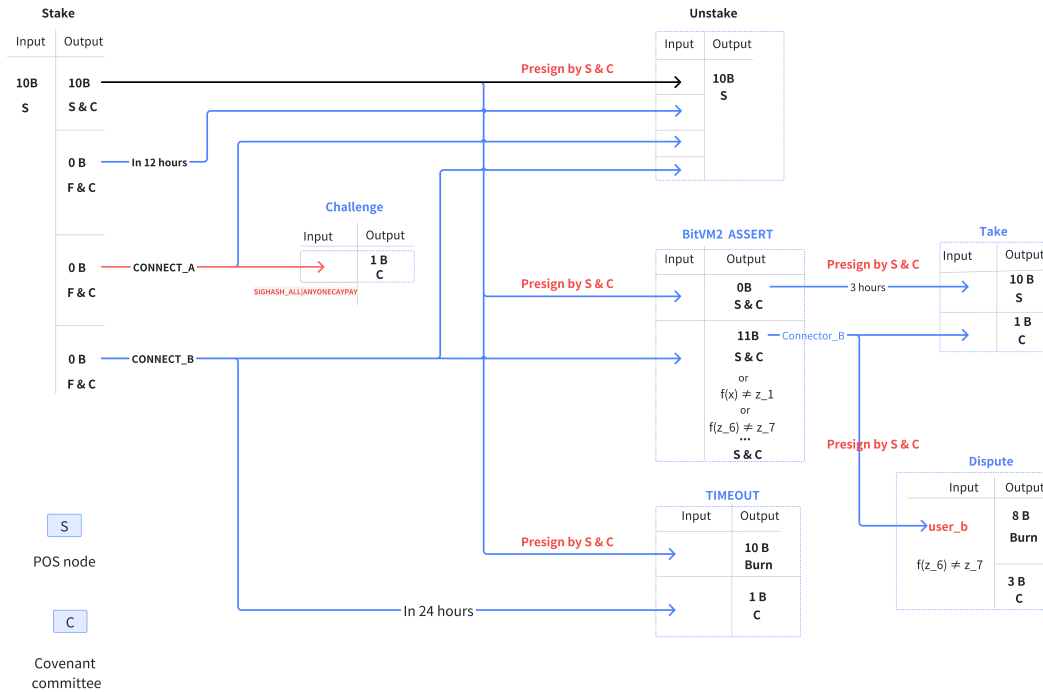 Stake
Input
Output
10B
S
10B
S & C
0 B
F & C
In 12 hours
0 B
F & C
CONNECT_A
0 B
F & C
CONNECT_B
Challenge
Input
Output
1 B
C
SIGHASH_ALL|ANYONECAYPAY
Unstake
Input
Output
Presign by S & C
10B
S
BitVM2 ASSERT
Input
Output
Presign by S & C
0B
S & C
11B
S & C
or
f(x) ≠ z_1
or
f(z_6) ≠ z_7
...
S & C
3 hours
Connector_B
Take
Input
Output
Presign by S & C
10 B
S
1 B
C
Presign by S & C
Dispute
Input
Output
user_b
f(z_6) ≠ z_7
8 B
Burn
3 B
C
TIMEOUT
Input
Output
Presign by S & C
10 B
Burn
1 B
C
In 24 hours
S
POS node
C
Covenant
committee